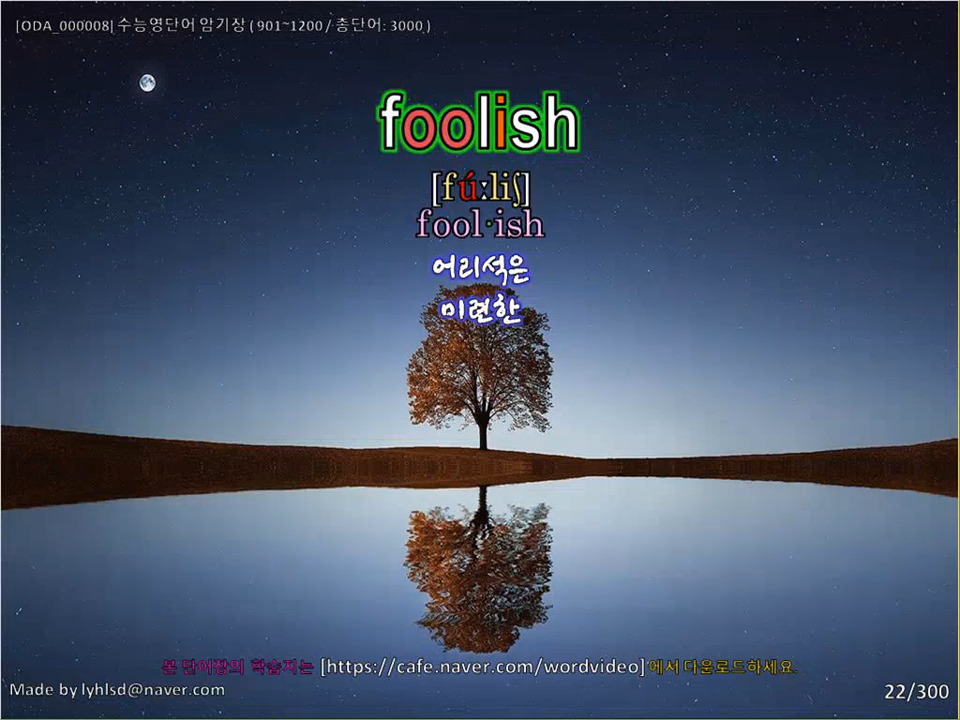 [ODA_000008] 수능영단어 암기장 ( 901~1200 / 총단어: 3000 )
foolish
[fúːliʃ]
fool·ish
어리석은
미련한
본 단어장의 학습지는 [https://cafe.naver.com/wordvideo]에서 다운로드하세요.
Made by lyhlsd@naver.com
22/300